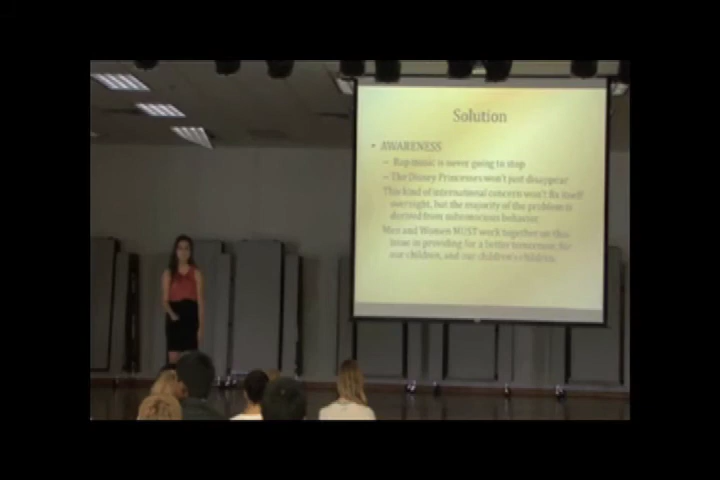 Solution
• AWARENESS
– Rap music is never going to stop
– The Disney Princesses won't just disappear
This kind of international concern won't fix itself
overnight, but the majority of the problem is
derived from subconscious behavior.
Men and Women MUST work together on this
issue in providing for a better tomorrow, for
our children, and our children's children.